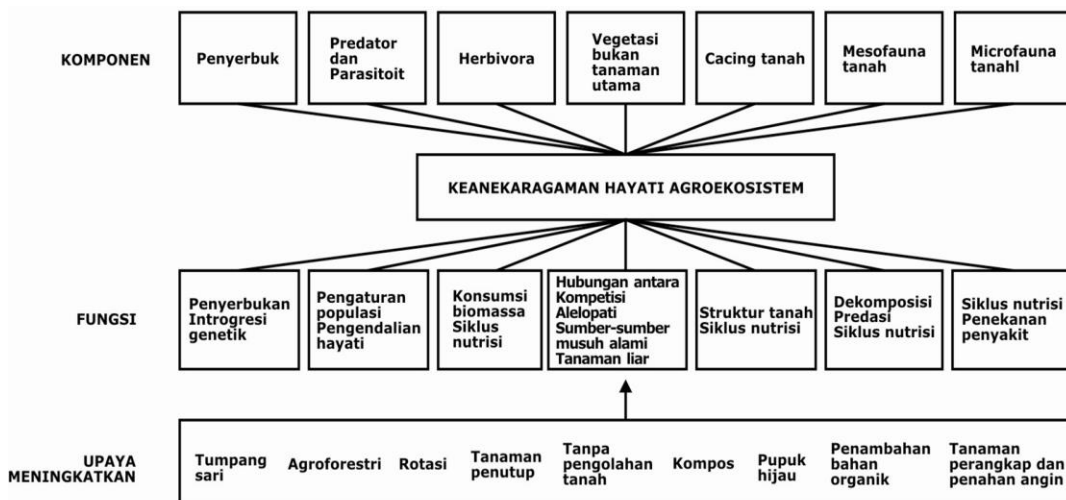 KOMPONEN
Penyerbuk
Predator
dan
Parasitoit
Herbivora
Vegetasi
bukan
tanaman
utama
Cacing tanah
Mesofauna
tanah
Microfauna
tanahl
KEANEKARAGAMAN HAYATI AGROEKOSISTEM
FUNGSI
Penyerbukan
Introgresi
genetik
Pengaturan
populasi
Pengendalian
hayati
Konsumsi
biomassa
Siklus
nutrisi
Hubungan antara
Kompetisi
Alelopati
Sumber-sumber
musuh alami
Tanaman liar
Struktur tanah
Siklus nutrisi
Dekomposisi
Predasi
Siklus nutrisi
Siklus nutrisi
Penekanan
penyakit
UPAYA
MENINGKATKAN
Tumpang
sari
Agroforestri
Rotasi
Tanaman
penutup
Tanpa
pengolahan
tanah
Kompos
Pupuk
hijau
Penambahan
bahan
organik
Tanaman
perangkap dan
penahan angin